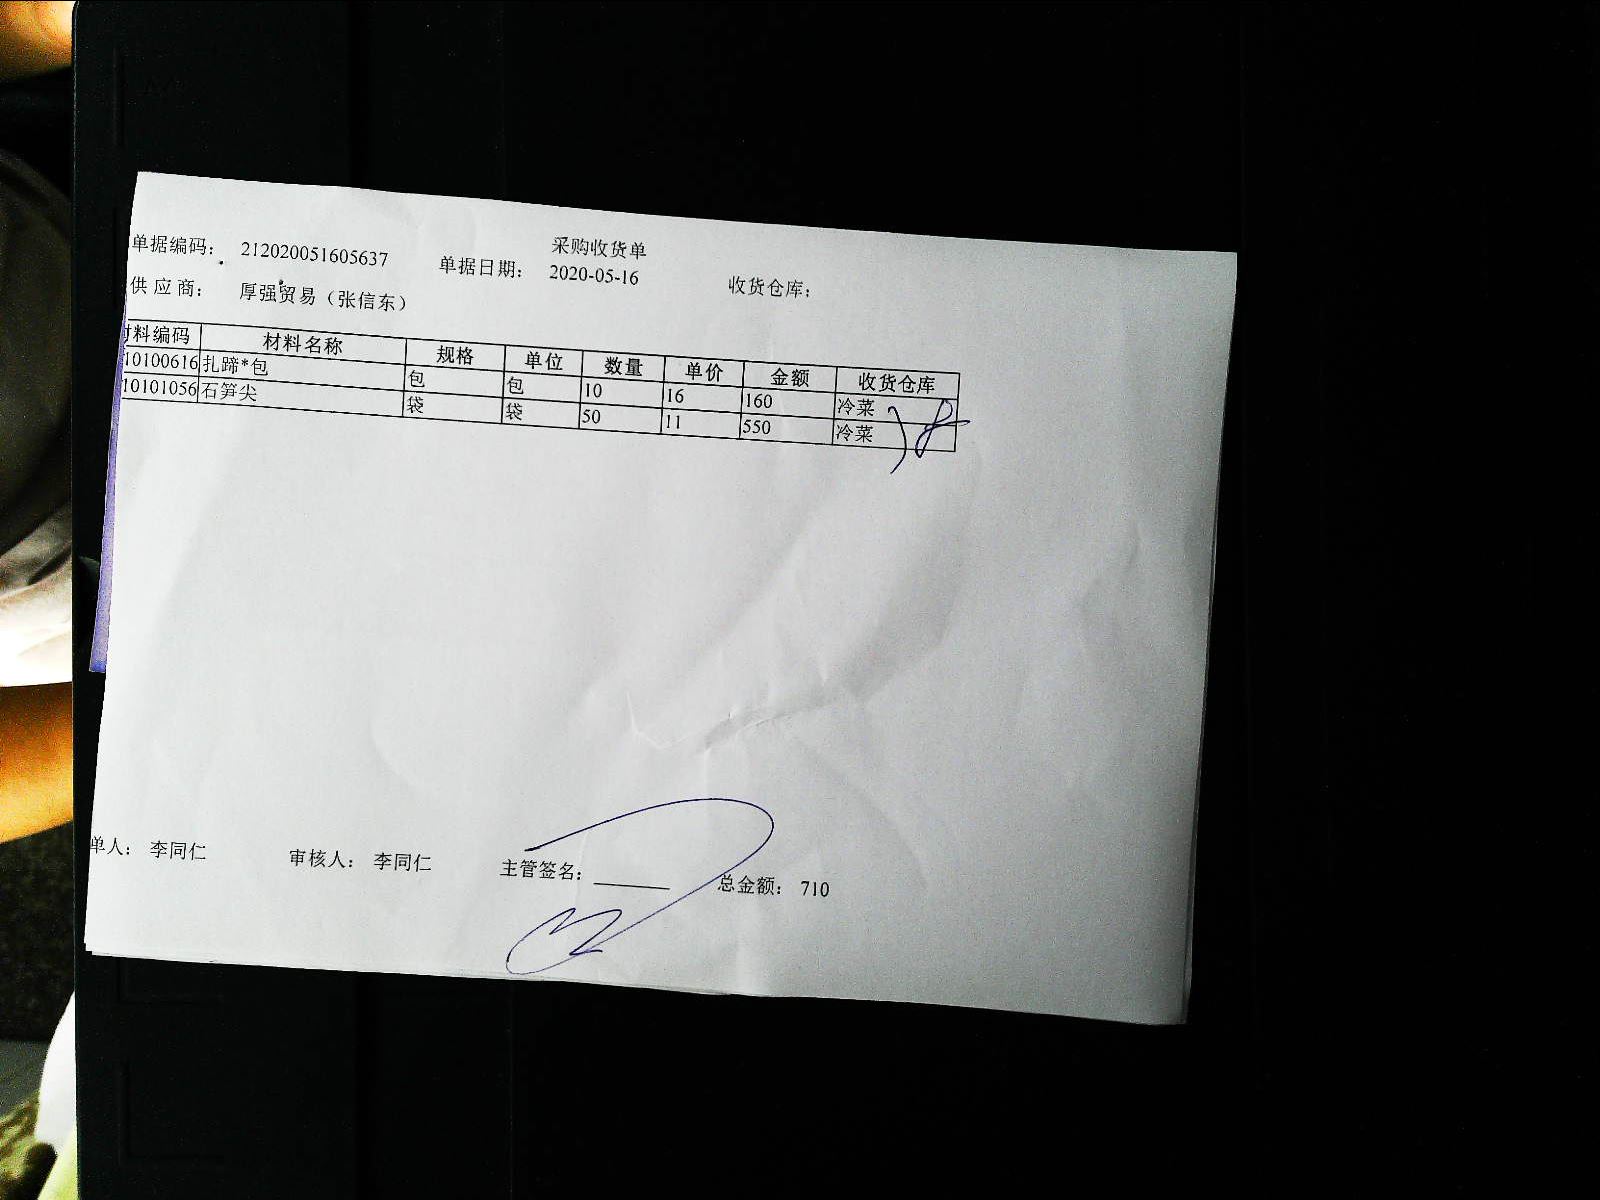 采购收货单
单据编码： 212020051605637 单据日期： 2020-05-16 收货仓库：
供应商： 厚强贸易（张信东）
材料编码 材料名称 规格 单位 数量 单价 金额 收货仓库
10100616 扎蹄*包 包 包 10 16 160 冷菜
10101056 石笋尖 袋 袋 50 11 550 冷菜
单人： 李同仁 审核人： 李同仁 主管签名： 总金额： 710